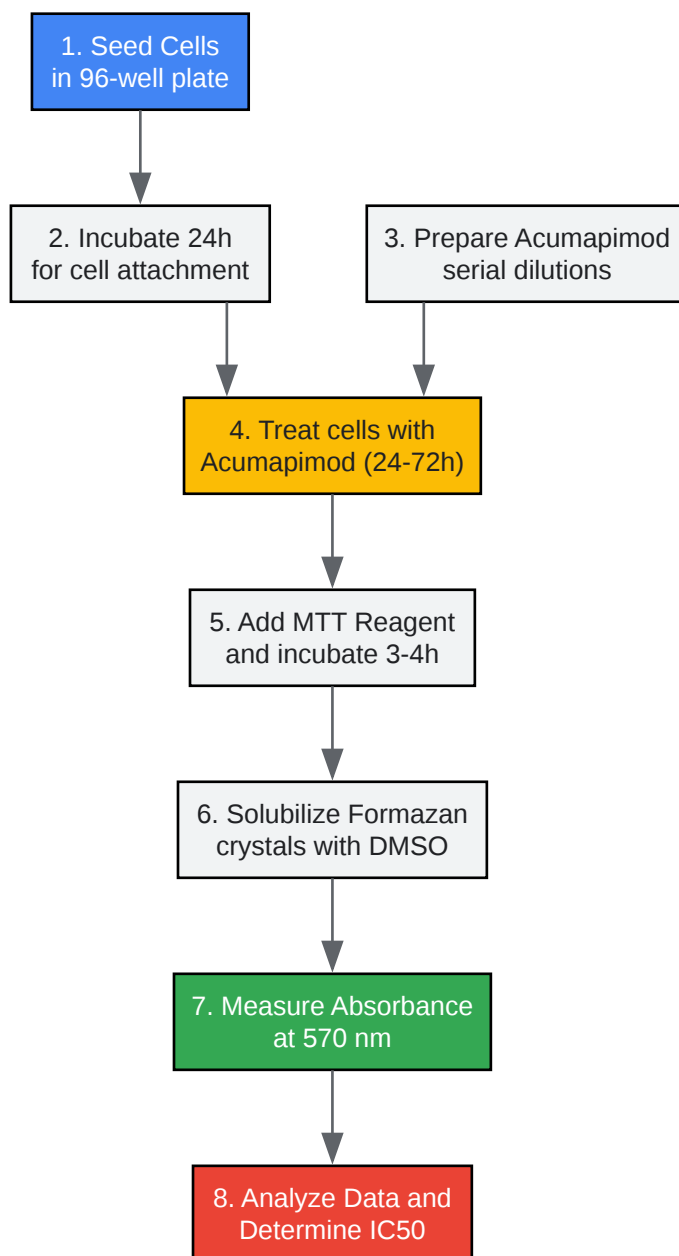 1. Seed Cells
in 96-well plate
2. Incubate 24h
for cell attachment
3. Prepare Acumapimod
serial dilutions
4. Treat cells with
Acumapimod (24-72h)
5. Add MTT Reagent
and incubate 3-4h
6. Solubilize Formazan
crystals with DMSO
7. Measure Absorbance
at 570 nm
8. Analyze Data and
Determine IC50